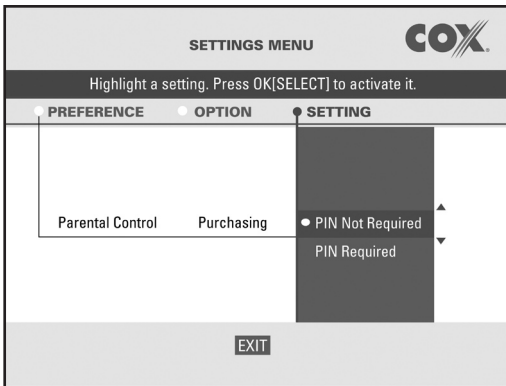 SETTINGS MENU
COX
Highlight a setting. Press OK[SELECT] to activate it.
PREFERENCE OPTION SETTING
Parental Control Purchasing PIN Not Required
PIN Required
EXIT